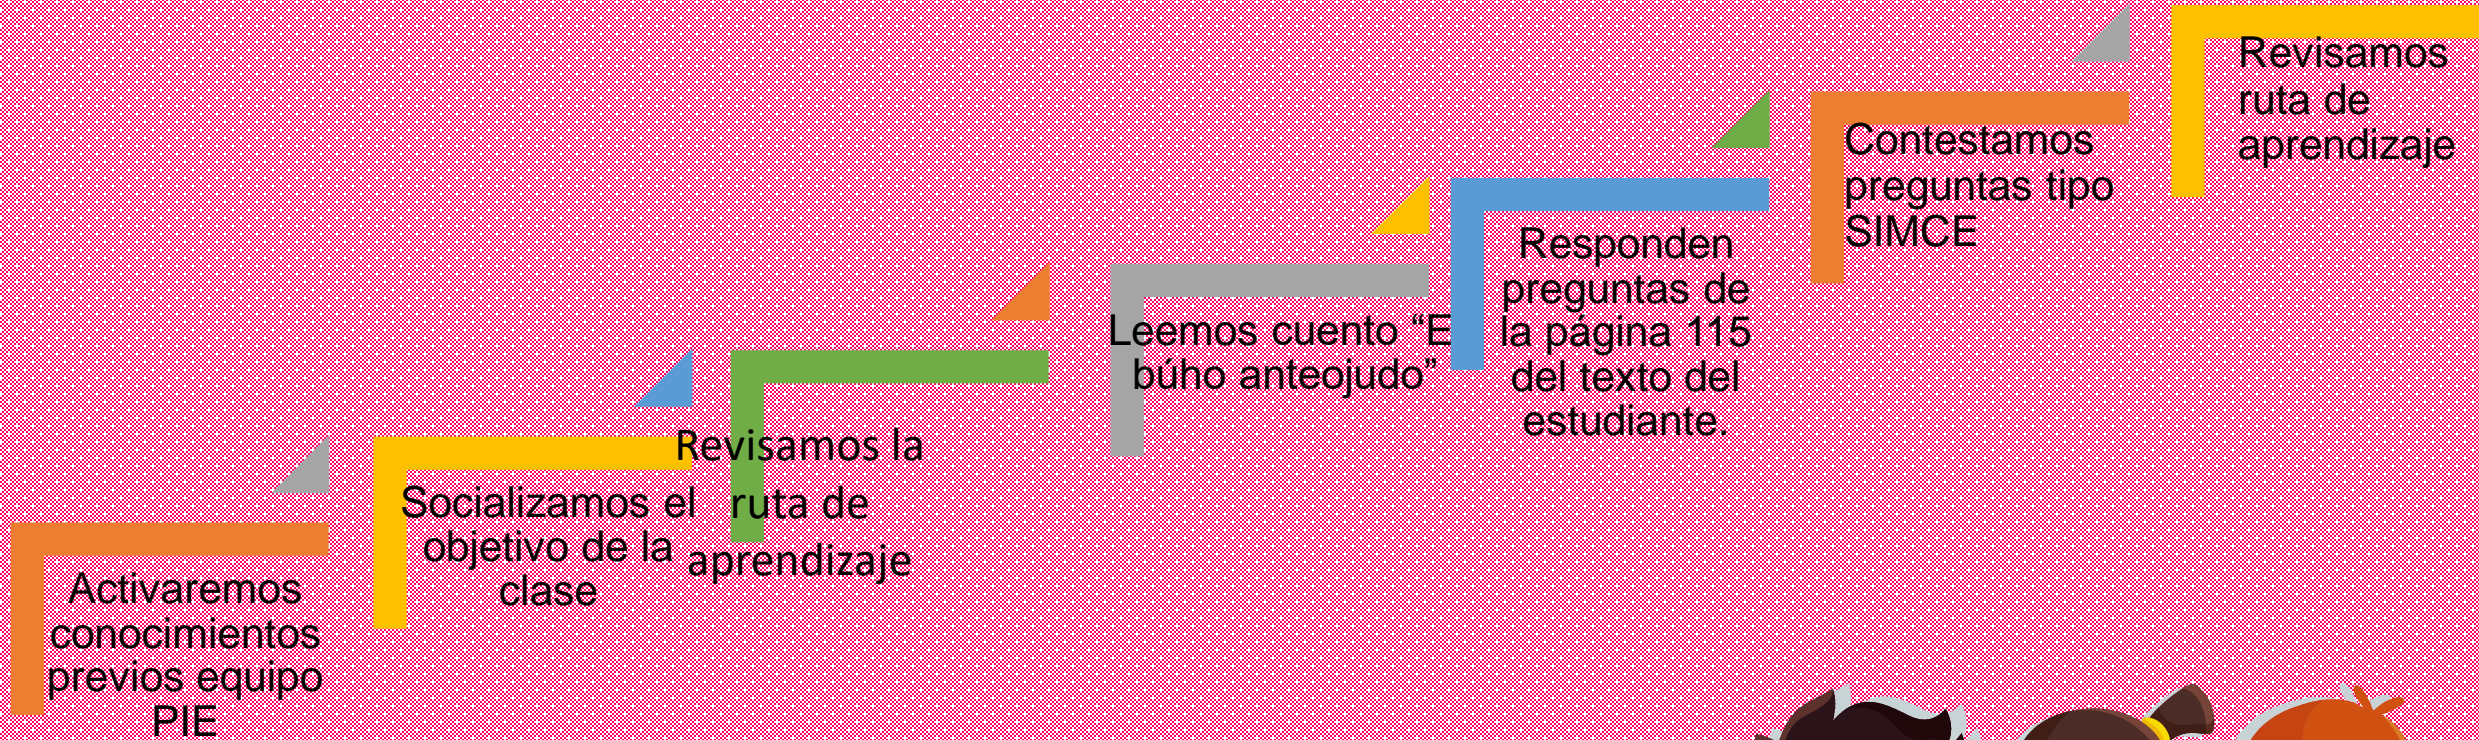 Activaremos
conocimientos
previos equipo
PIE
Socializamos el
objetivo de la
clase
Revisamos la
ruta de
aprendizaje
Leemos cuento “E
búho anteojudo”
Responden
preguntas de
la página 115
del texto del
estudiante.
Contestamos
preguntas tipo
SIMCE
Revisamos
ruta de
aprendizaje